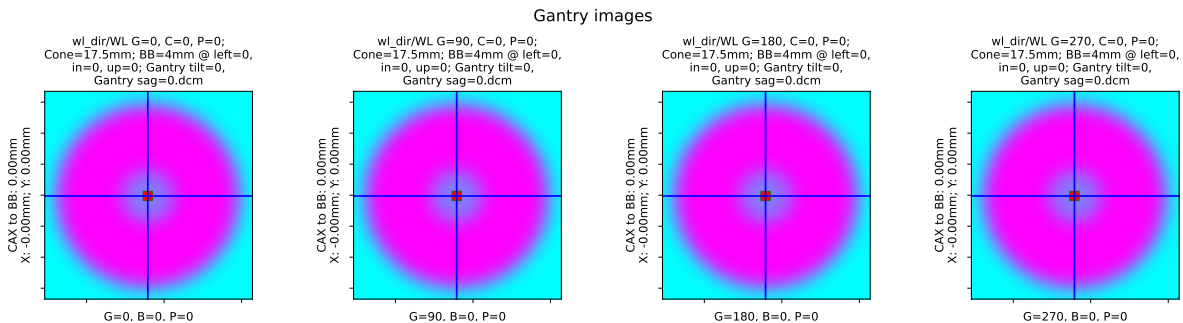 Gantry images
wl_dir/WL G=0, C=0, P=0;
Cone=17.5mm; BB=4mm @ left=0,
in=0, up=0; Gantry tilt=0,
Gantry sag=0.dcm
CAX to BB: 0.00mm
X: -0.00mm; Y: 0.00mm
G=0, B=0, P=0
wl_dir/WL G=90, C=0, P=0;
Cone=17.5mm; BB=4mm @ left=0,
in=0, up=0; Gantry tilt=0,
Gantry sag=0.dcm
CAX to BB: 0.00mm
X: -0.00mm; Y: 0.00mm
G=90, B=0, P=0
wl_dir/WL G=180, C=0, P=0;
Cone=17.5mm; BB=4mm @ left=0,
in=0, up=0; Gantry tilt=0,
Gantry sag=0.dcm
CAX to BB: 0.00mm
X: -0.00mm; Y: 0.00mm
G=180, B=0, P=0
wl_dir/WL G=270, C=0, P=0;
Cone=17.5mm; BB=4mm @ left=0,
in=0, up=0; Gantry tilt=0,
Gantry sag=0.dcm
CAX to BB: 0.00mm
X: -0.00mm; Y: 0.00mm
G=270, B=0, P=0